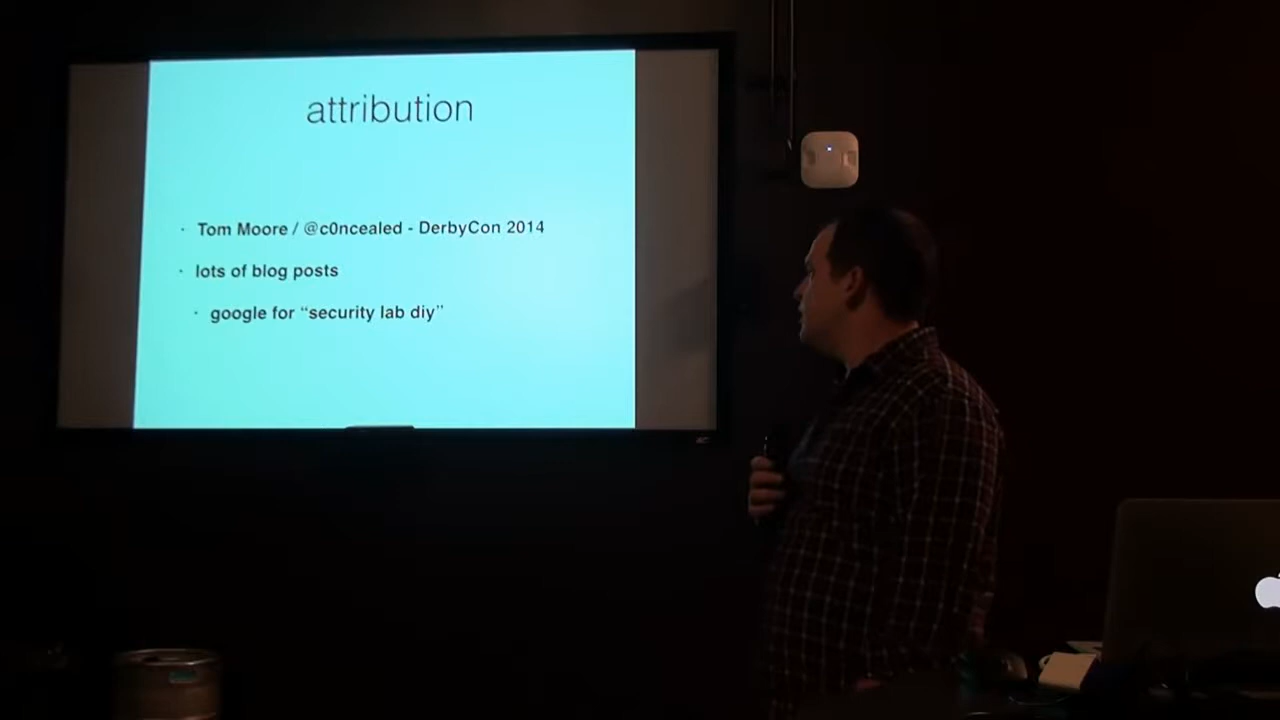 attribution
· Tom Moore / @c0ncealed - DerbyCon 2014
· lots of blog posts
· google for “security lab diy”